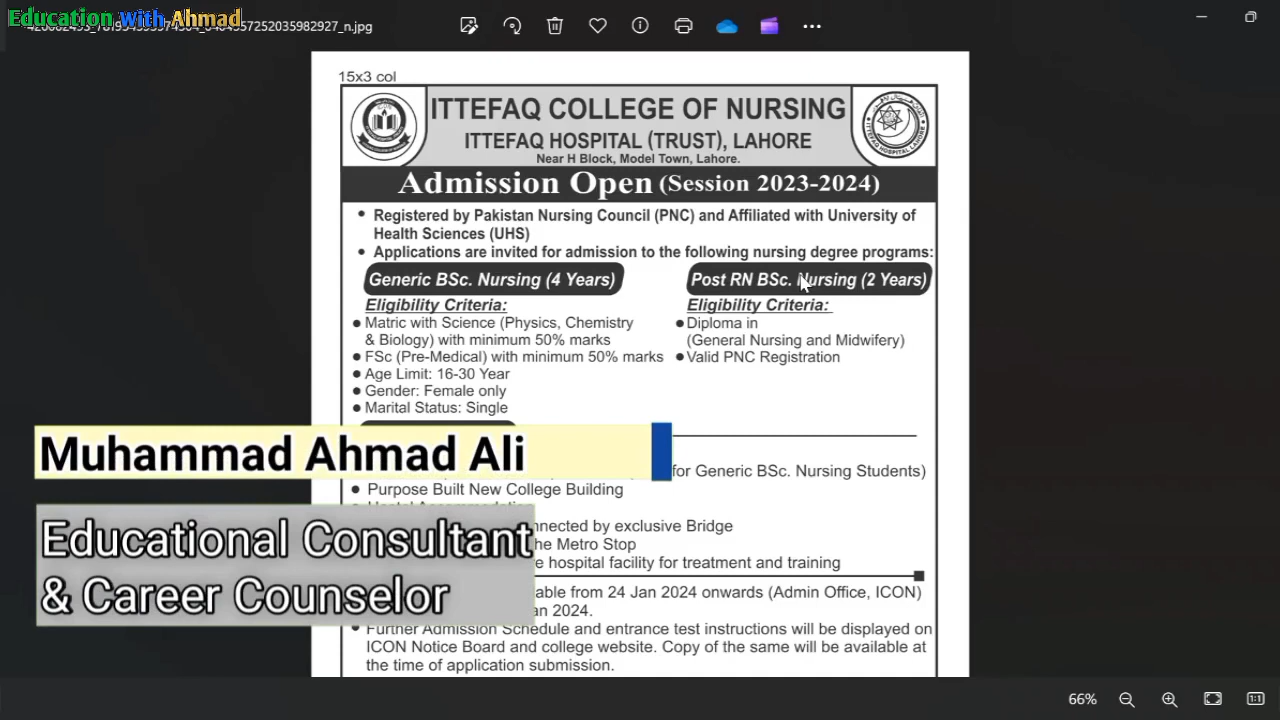 Education With Ahmad
_n.jpg
15x3 col
ITTEFAQ COLLEGE OF NURSING
ITTEFAQ HOSPITAL (TRUST), LAHORE
Near H Block, Model Town, Lahore.
Admission Open (Session 2023-2024)
• Registered by Pakistan Nursing Council (PNC) and Affiliated with University of
Health Sciences (UHS)
• Applications are invited for admission to the following nursing degree programs:
Generic BSc. Nursing (4 Years)
Eligibility Criteria:
• Matric with Science (Physics, Chemistry
& Biology) with minimum 50% marks
• FSc (Pre-Medical) with minimum 50% marks
• Age Limit: 16-30 Year
• Gender: Female only
• Marital Status: Single
Post RN BSc. Nursing (2 Years)
Eligibility Criteria:
• Diploma in
(General Nursing and Midwifery)
• Valid PNC Registration
Muhammad Ahmad Ali
for Generic BSc. Nursing Students)
• Purpose Built New College Building
Educational Consultant
& Career Counselor
by exclusive Bridge
Metro Stop
hospital facility for treatment and training
from 24 Jan 2024 onwards (Admin Office, ICON)
2024.
• Further Admission Schedule and entrance test instructions will be displayed on
ICON Notice Board and college website. Copy of the same will be available at
the time of application submission.
66%
1:1